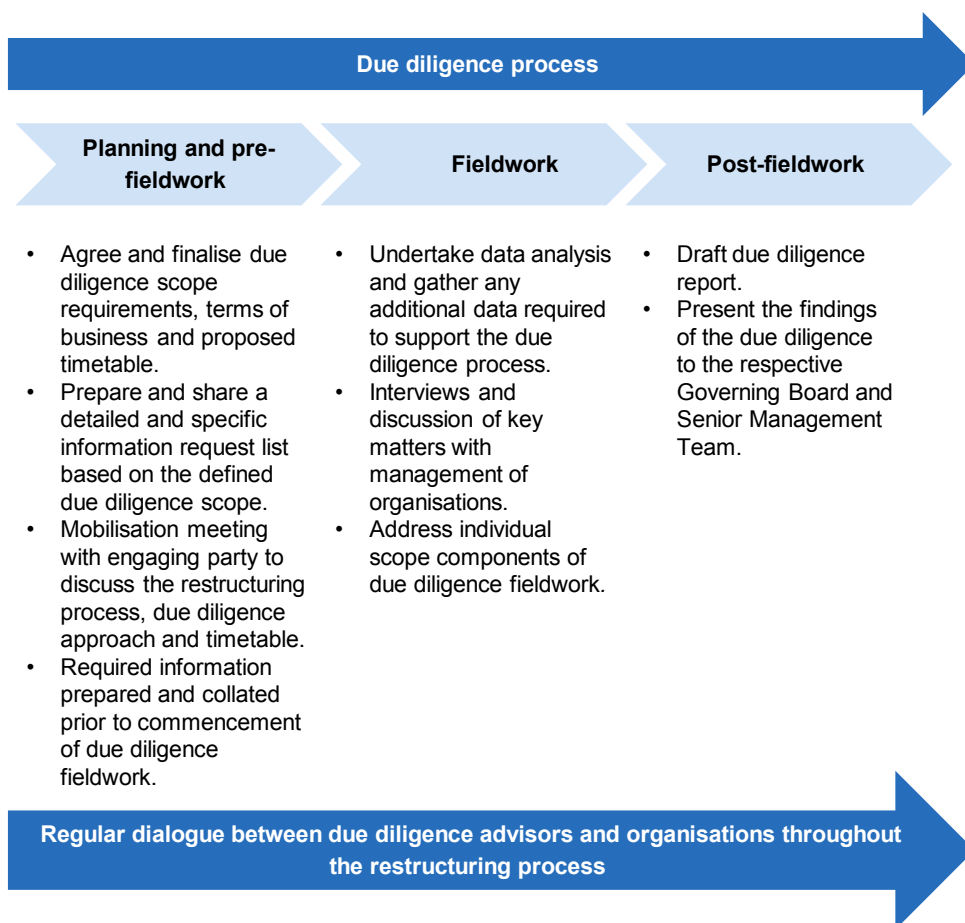 Due diligence process
Planning and pre-
fieldwork
Fieldwork
Post-fieldwork
• Agree and finalise due
diligence scope
requirements, terms of
business and proposed
timetable.
• Prepare and share a
detailed and specific
information request list
based on the defined
due diligence scope.
• Mobilisation meeting
with engaging party to
discuss the restructuring
process, due diligence
approach and timetable.
• Required information
prepared and collated
prior to commencement
of due diligence
fieldwork.
• Undertake data analysis
and gather any
additional data required
to support the due
diligence process.
• Interviews and
discussion of key
matters with
management of
organisations.
• Address individual
scope components of
due diligence fieldwork.
• Draft due diligence
report.
• Present the findings
of the due diligence
to the respective
Governing Board and
Senior Management
Team.
Regular dialogue between due diligence advisors and organisations throughout
the restructuring process